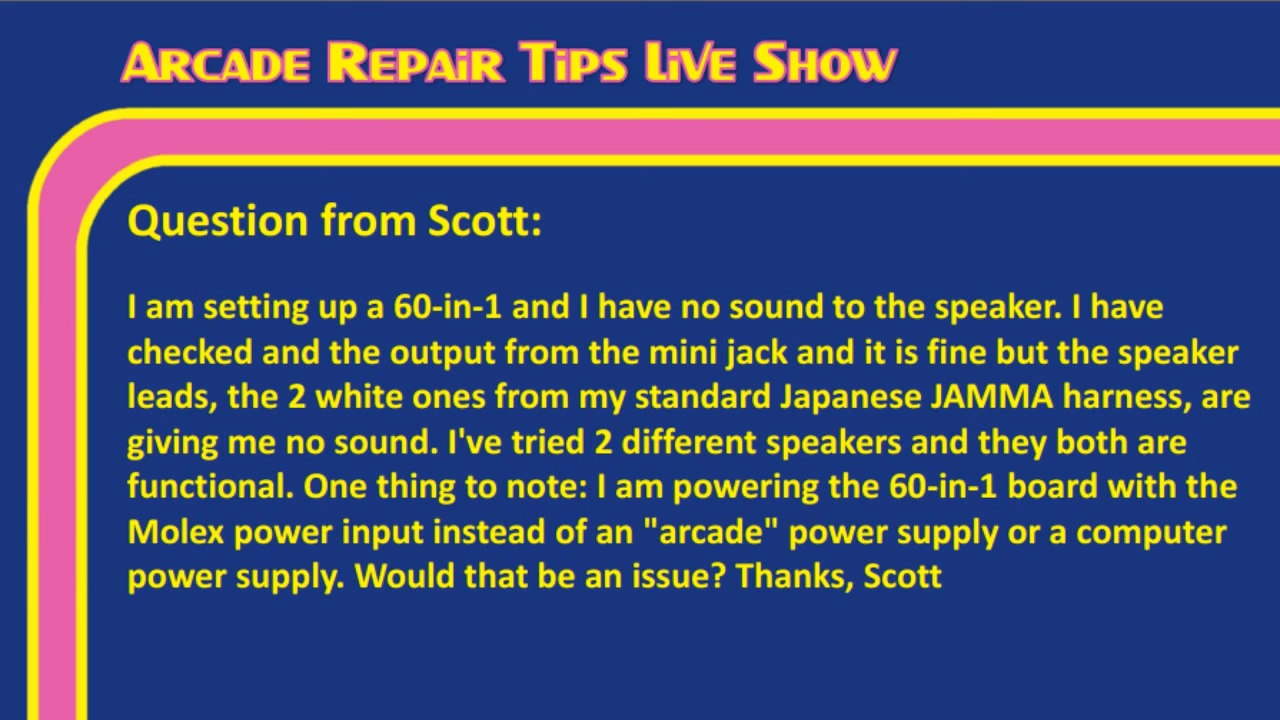 Arcade Repair Tips Live Show
Question from Scott:
I am setting up a 60-in-1 and I have no sound to the speaker. I have
checked and the output from the mini jack and it is fine but the speaker
leads, the 2 white ones from my standard Japanese JAMMA harness, are
giving me no sound. I've tried 2 different speakers and they both are
functional. One thing to note: I am powering the 60-in-1 board with the
Molex power input instead of an "arcade" power supply or a computer
power supply. Would that be an issue? Thanks, Scott